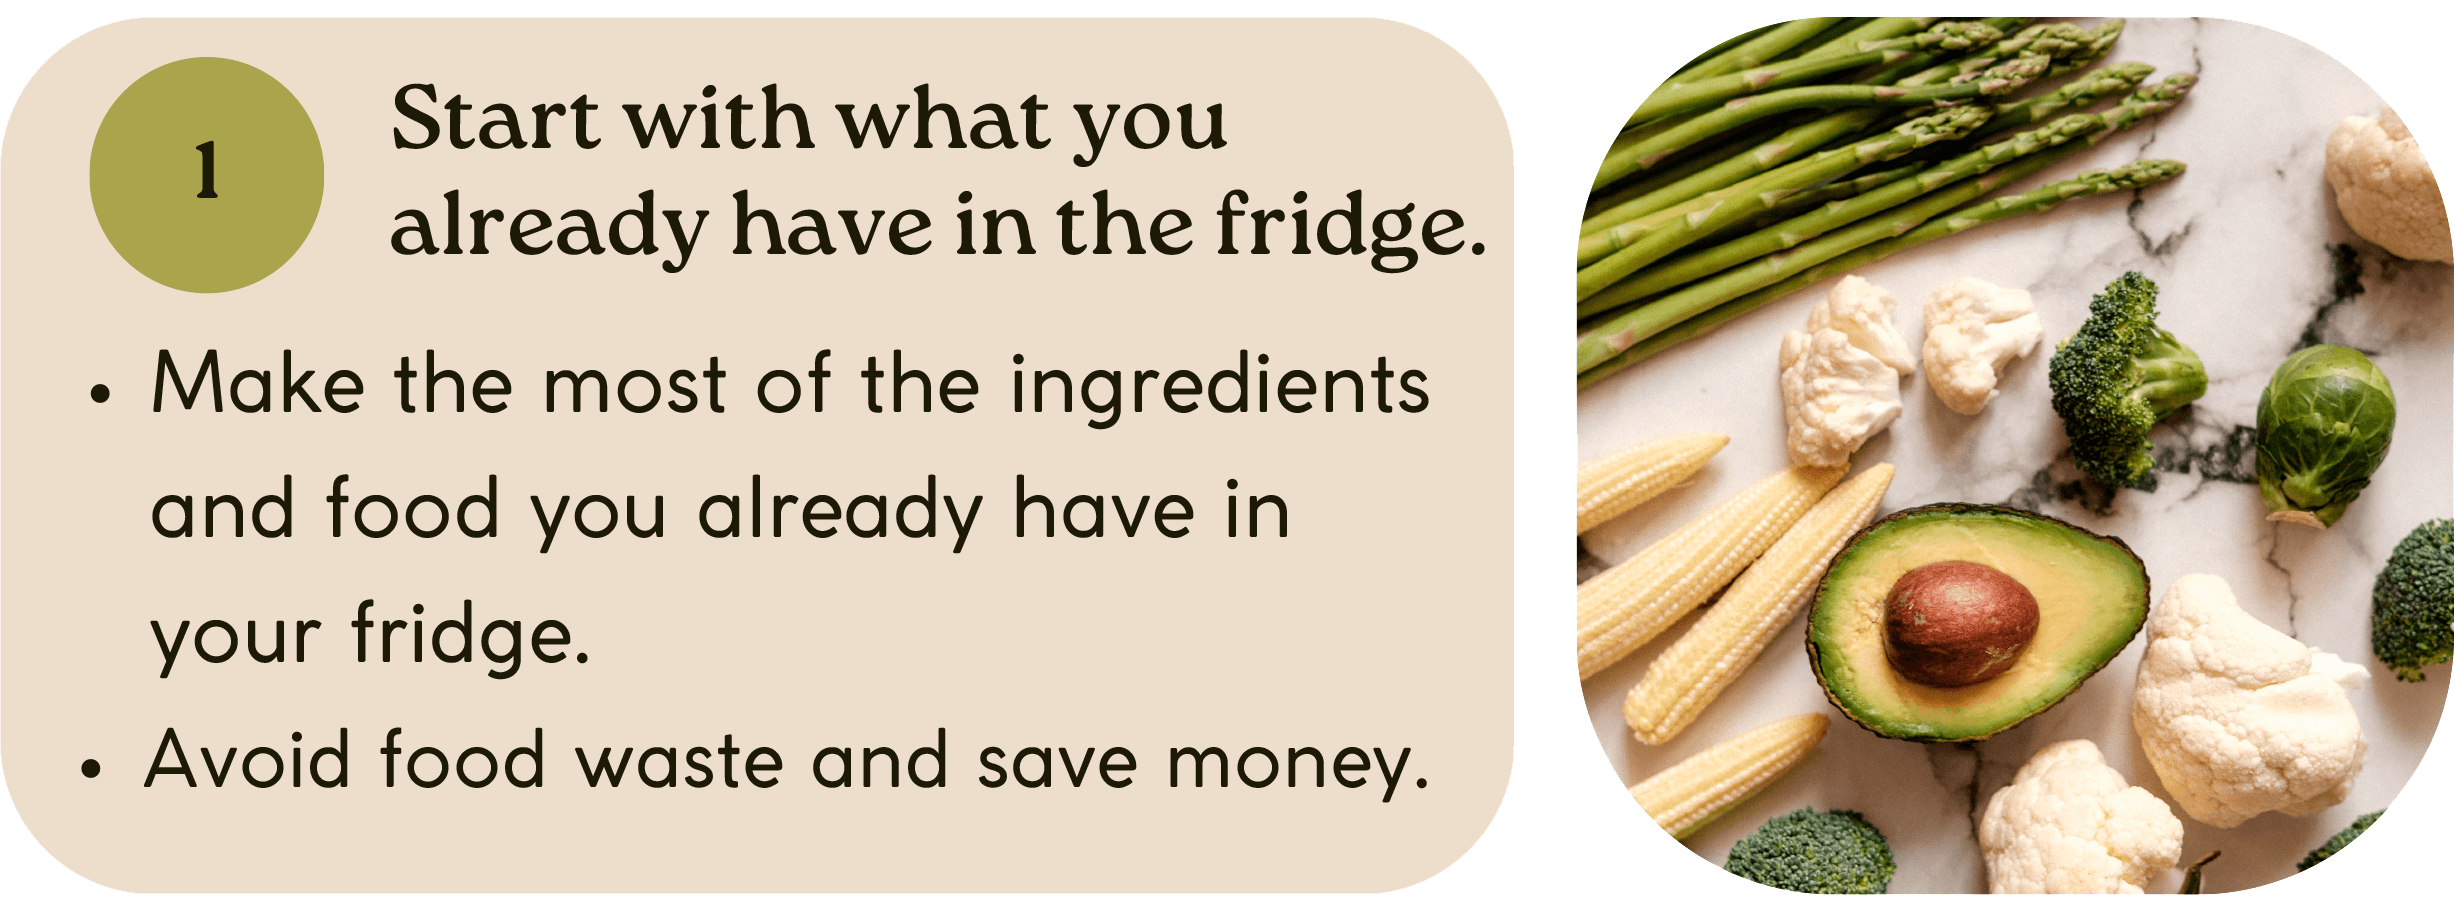 1
Start with what you
already have in the fridge.
• Make the most of the ingredients
and food you already have in
your fridge.
• Avoid food waste and save money.